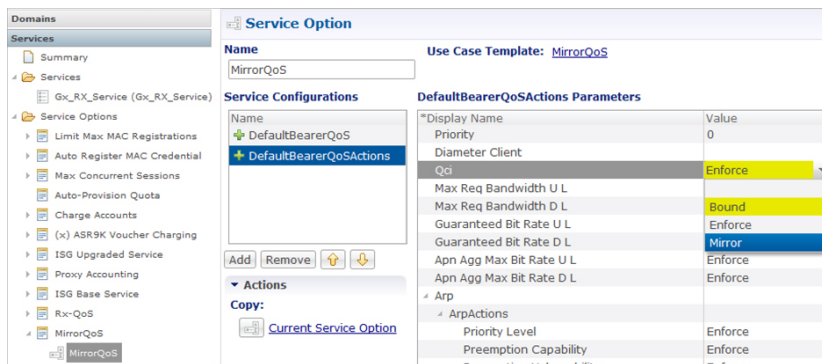 Domains
Services
Summary
Services
Gx_RX_Service (Gx_RX_Service)
Service Options
Limit Max MAC Registrations
Auto Register MAC Credential
Max Concurrent Sessions
Auto-Provision Quota
Charge Accounts
(x) ASR9K Voucher Charging
ISG Upgraded Service
Proxy Accounting
ISG Base Service
Rx-QoS
MirrorQoS
MirrorQoS
Service Option
Name
MirrorQoS
Use Case Template: MirrorQoS
Service Configurations
Name
DefaultBearerQoS
DefaultBearerQoSActions
Add Remove
Actions
Copy:
Current Service Option
DefaultBearerQoSActions Parameters
*Display Name Value
Priority 0
Diameter Client
Qci Enforce
Max Req Bandwidth U L
Max Req Bandwidth D L Bound
Guaranteed Bit Rate U L Enforce
Guaranteed Bit Rate D L Mirror
Apn Agg Max Bit Rate U L Enforce
Apn Agg Max Bit Rate D L Enforce
Arp
ArpActions
Priority Level Enforce
Preemption Capability Enforce